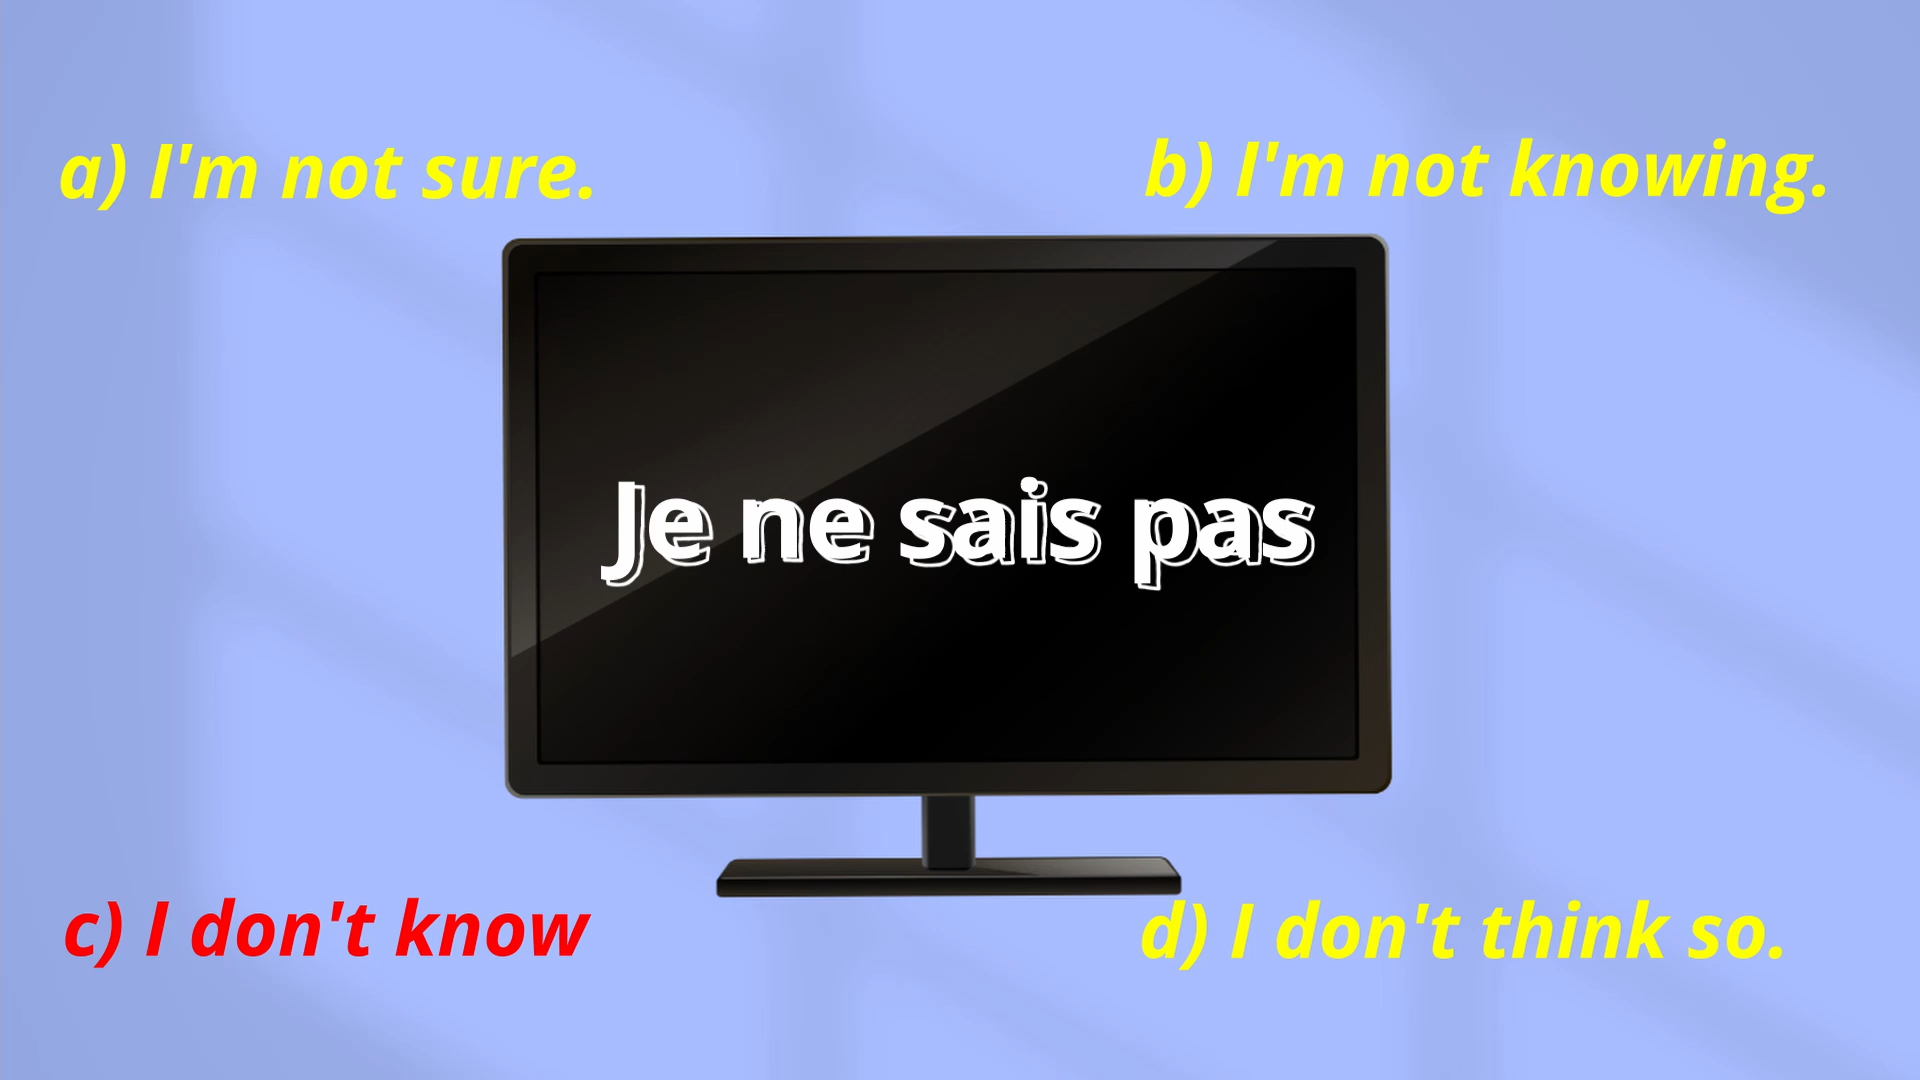 a) I'm not sure.
b) I'm not knowing.
Je ne sais pas
c) I don't know
d) I don't think so.